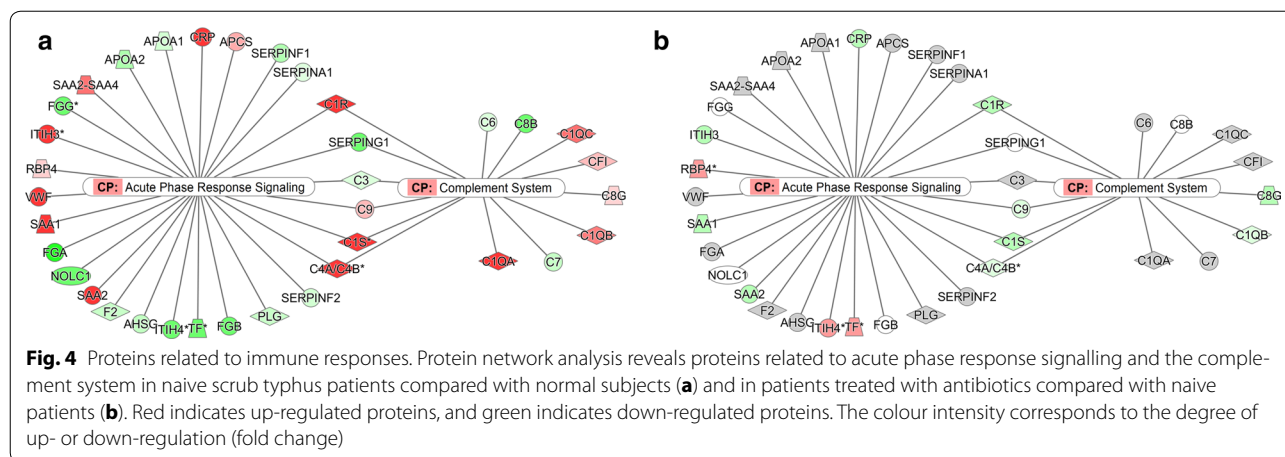 a
CRP
APCS
APOA1
APOA2
SERPINF1
SERPINA1
SAA2-SAA4
C1R
FGG*
C6
C8B
C1QC
ITIH3*
SERPING1
CFI
RBP4
C3
CP: Acute Phase Response Signaling
CP: Complement System
VWF
C9
C8G
SAA1
C1S*
C1QB
FGA
C1QA
C7
NOLC1
C4A/C4B*
SAA2
SERPINF2
F2
AHSG
ITIH4*
TF*
FGB
PLG
b
CRP
APCS
APOA1
APOA2
SERPINF1
SERPINA1
SAA2-SAA4
C1R
FGG
C6
C8B
C1QC
ITIH3
SERPING1
CFI
RBP4*
C3
CP: Acute Phase Response Signaling
CP: Complement System
VWF
C9
C8G
SAA1
C1S
C1QB
FGA
C1QA
C7
NOLC1
C4A/C4B*
SAA2
SERPINF2
F2
AHSG
ITIH4*
TF*
FGB
PLG
Fig. 4 Proteins related to immune responses. Protein network analysis reveals proteins related to acute phase response signalling and the comple-
ment system in naive scrub typhus patients compared with normal subjects (a) and in patients treated with antibiotics compared with naive
patients (b). Red indicates up-regulated proteins, and green indicates down-regulated proteins. The colour intensity corresponds to the degree of
up- or down-regulation (fold change)